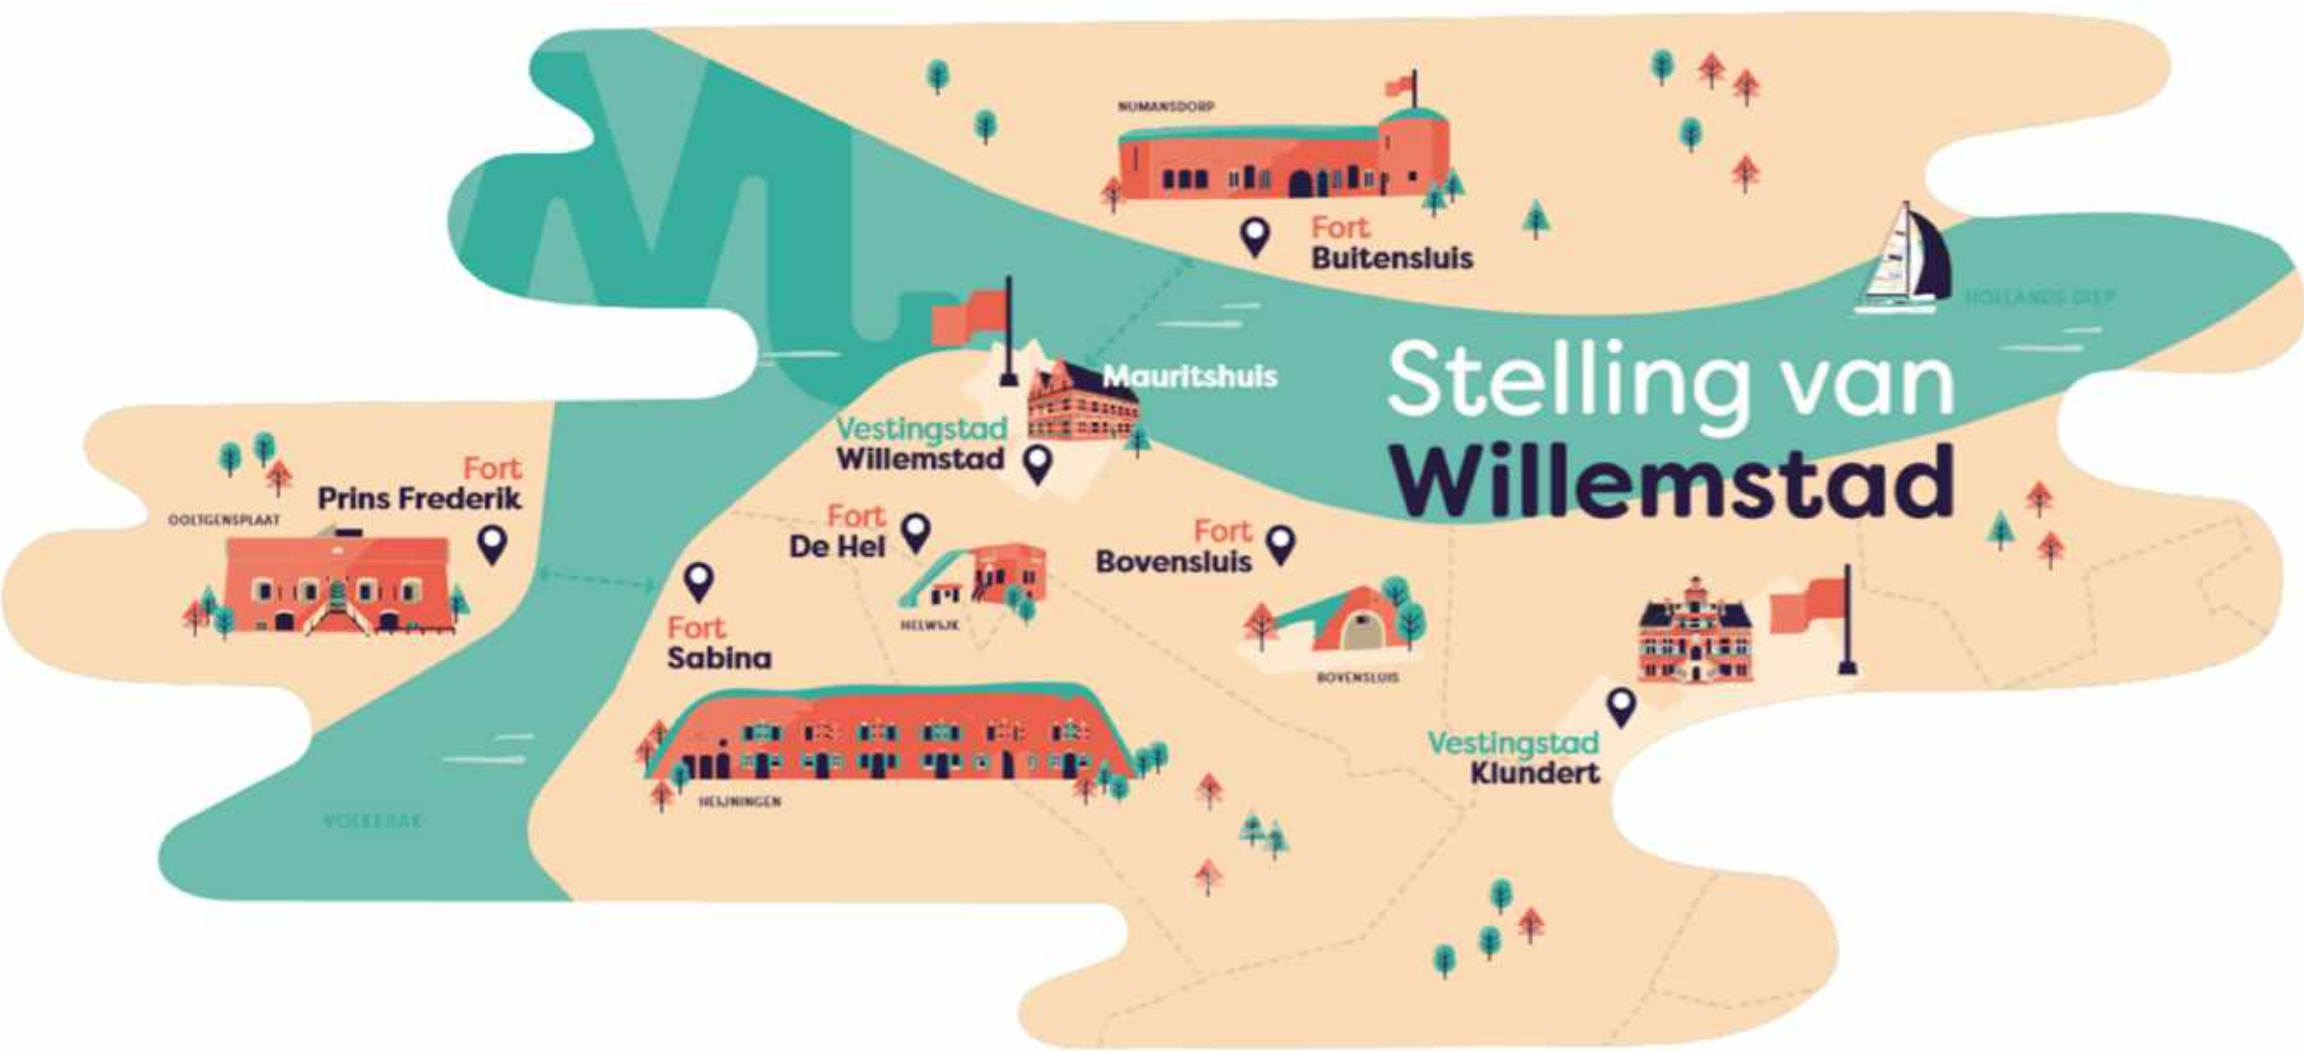 NUMANSDORP
Fort
Buitensluis
HOLLANDS DIEP
Mauritshuis
Stelling van
Willemstad
Vestingstad
Willemstad
Fort
Prins Frederik
OOLTGENSPLAAT
Fort
De Hel
HELWIJK
Fort
Bovensluis
BOVENSLUIS
Fort
Sabina
HEIJNINGEN
Vestingstad
Klundert
VOLKERAK